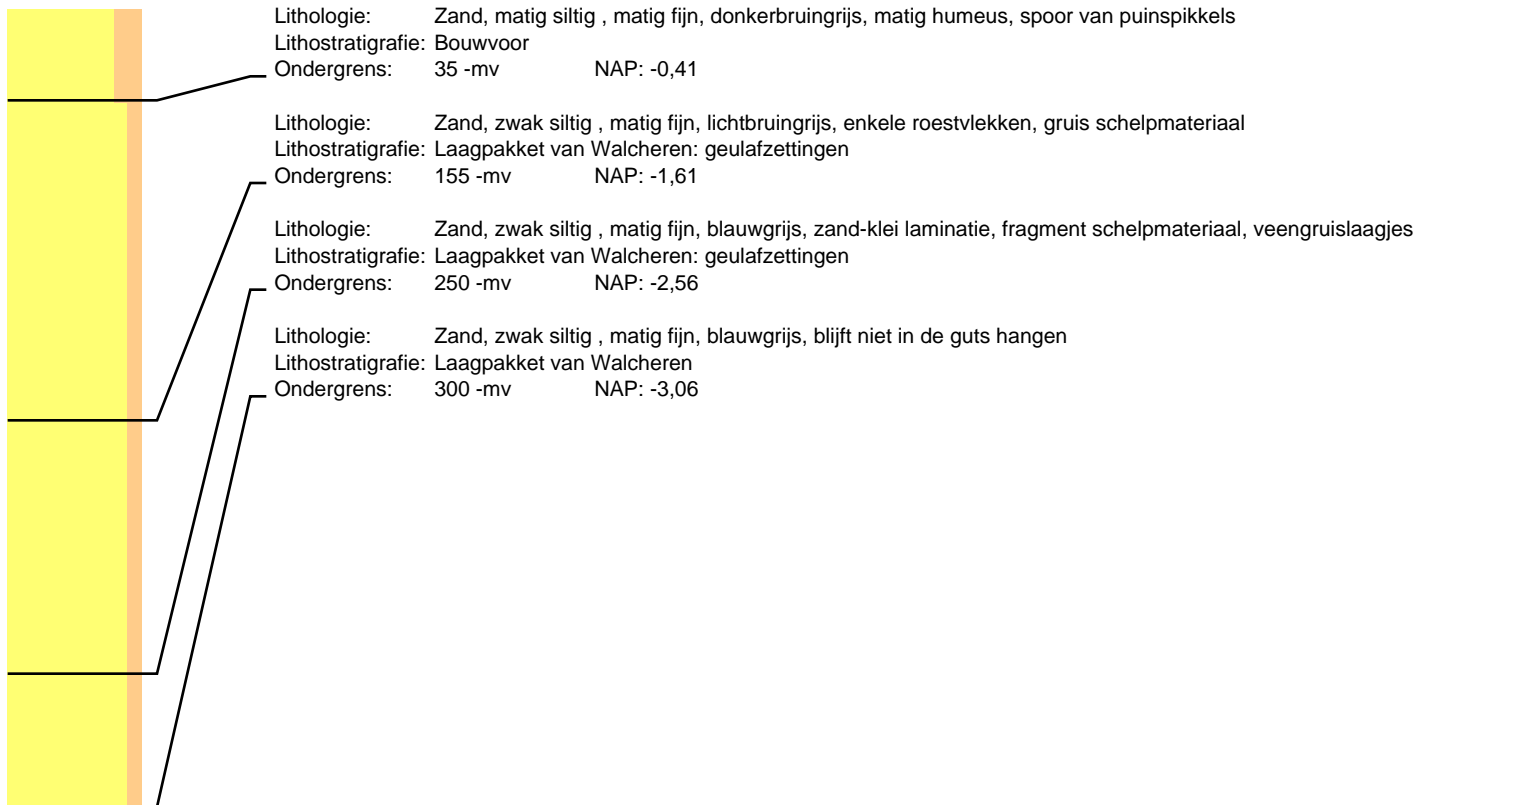 Lithologie: Zand, matig siltig , matig fijn, donkerbruingrijs, matig humeus, spoor van puinspikkels
Lithostratigrafie: Bouwvoor
Ondergrens: 35 -mv NAP: -0,41
Lithologie: Zand, zwak siltig , matig fijn, lichtbruingrijs, enkele roestvlekken, gruis schelpmateriaal
Lithostratigrafie: Laagpakket van Walcheren: geulafzettingen
Ondergrens: 155 -mv NAP: -1,61
Lithologie: Zand, zwak siltig , matig fijn, blauwgrijs, zand-klei laminatie, fragment schelpmateriaal, veengruislaagjes
Lithostratigrafie: Laagpakket van Walcheren: geulafzettingen
Ondergrens: 250 -mv NAP: -2,56
Lithologie: Zand, zwak siltig , matig fijn, blauwgrijs, blijft niet in de guts hangen
Lithostratigrafie: Laagpakket van Walcheren
Ondergrens: 300 -mv NAP: -3,06